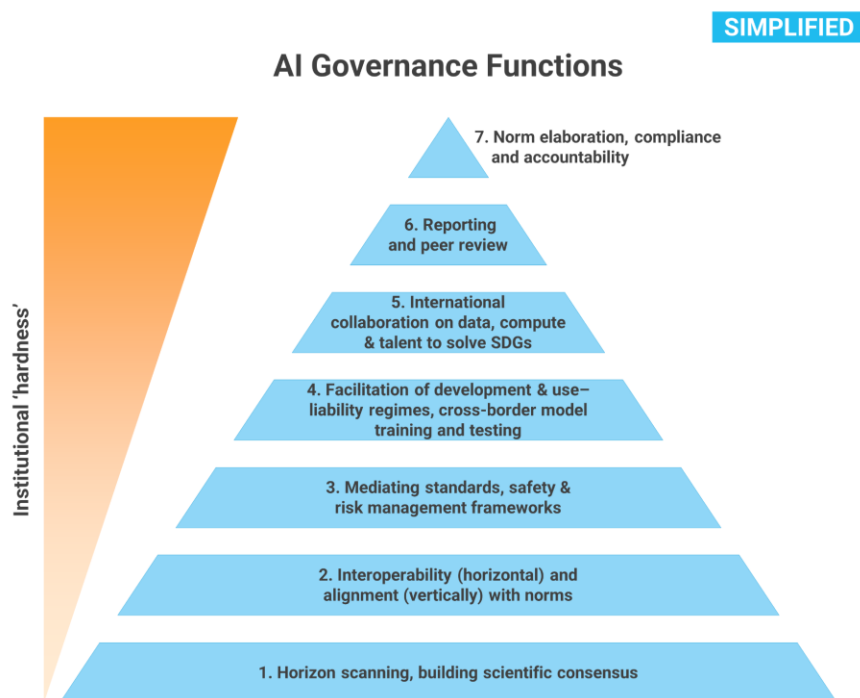 SIMPLIFIED
AI Governance Functions
7. Norm elaboration, compliance
and accountability
6. Reporting
and peer review
5. International
collaboration on data, compute
& talent to solve SDGs
4. Facilitation of development & use–
liability regimes, cross-border model
training and testing
3. Mediating standards, safety &
risk management frameworks
2. Interoperability (horizontal) and
alignment (vertically) with norms
1. Horizon scanning, building scientific consensus
Institutional ‘hardness’